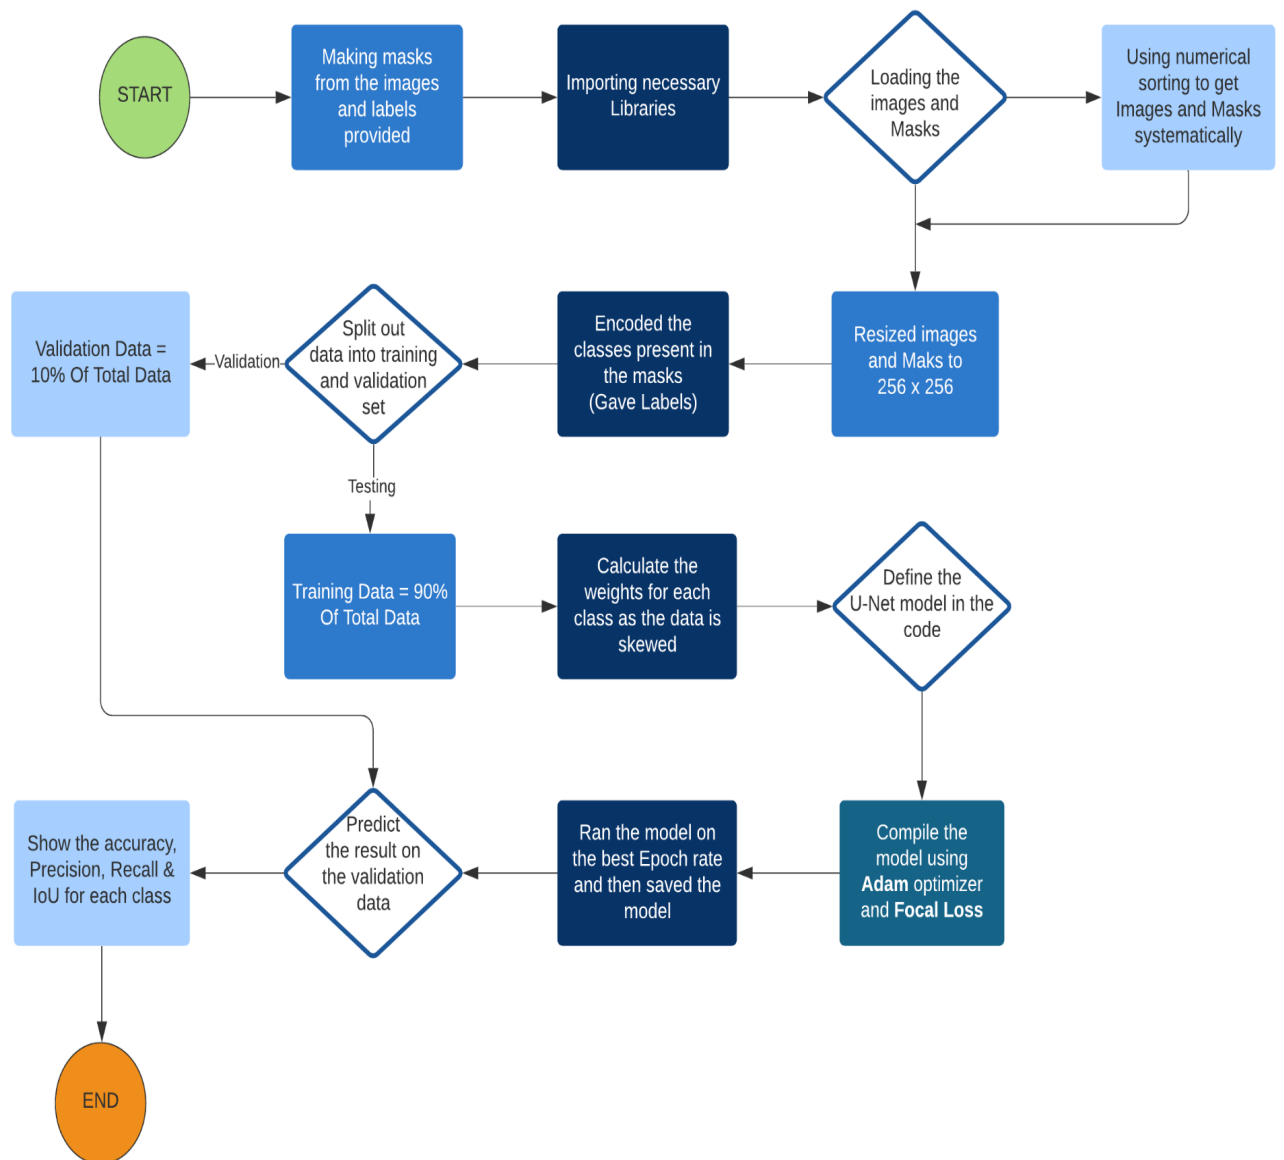 START
Making masks
from the images
and labels
provided
Importing necessary
Libraries
Loading the
images and
Masks
Using numerical
sorting to get
Images and Masks
systematically
Resized images
and Maks to
256 x 256
Encoded the
classes present in
the masks
(Gave Labels)
Split out
data into training
and validation
set
Validation
Validation Data =
10% Of Total Data
Testing
Training Data = 90%
Of Total Data
Calculate the
weights for each
class as the data is
skewed
Define the
U-Net model in the
code
Compile the
model using
Adam optimizer
and Focal Loss
Ran the model on
the best Epoch rate
and then saved the
model
Predict
the result on
the validation
data
Show the accuracy,
Precision, Recall &
IoU for each class
END